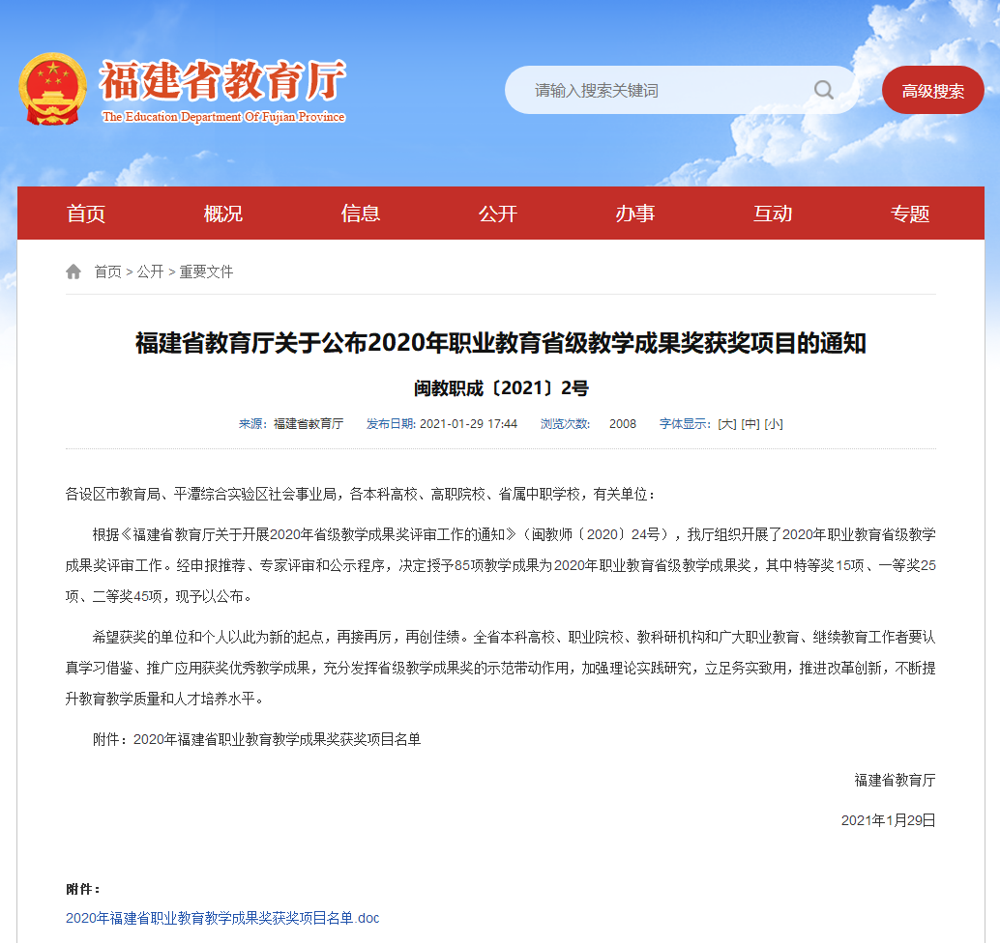 福建省教育厅
The Education Department Of Fujian Province
请输入搜索关键词
高级搜索
首页 概况 信息 公开 办事 互动 专题
首页 > 公开 > 重要文件
福建省教育厅关于公布2020年职业教育省级教学成果奖获奖项目的通知
闽教职成〔2021〕2号
来源：福建省教育厅 发布日期: 2021-01-29 17:44 浏览次数: 2008 字体显示：[大] [中] [小]
各设区市教育局、平潭综合实验区社会事业局，各本科高校、高职院校、省属中职学校，有关单位：
根据《福建省教育厅关于开展2020年省级教学成果奖评审工作的通知》（闽教师〔2020〕24号），我厅组织开展了2020年职业教育省级教学
成果奖评审工作。经申报推荐、专家评审和公示程序，决定授予85项教学成果为2020年职业教育省级教学成果奖，其中特等奖15项、一等奖25
项、二等奖45项，现予以公布。
希望获奖的单位和个人以此为新的起点，再接再厉，再创佳绩。全省本科高校、职业院校、教科研机构和广大职业教育、继续教育工作者要认
真学习借鉴、推广应用获奖优秀教学成果，充分发挥省级教学成果奖的示范带动作用，加强理论实践研究，立足务实致用，推进改革创新，不断提
升教育教学质量和人才培养水平。
附件：2020年福建省职业教育教学成果奖获奖项目名单
福建省教育厅
2021年1月29日
附件：
2020年福建省职业教育教学成果奖获奖项目名单.doc